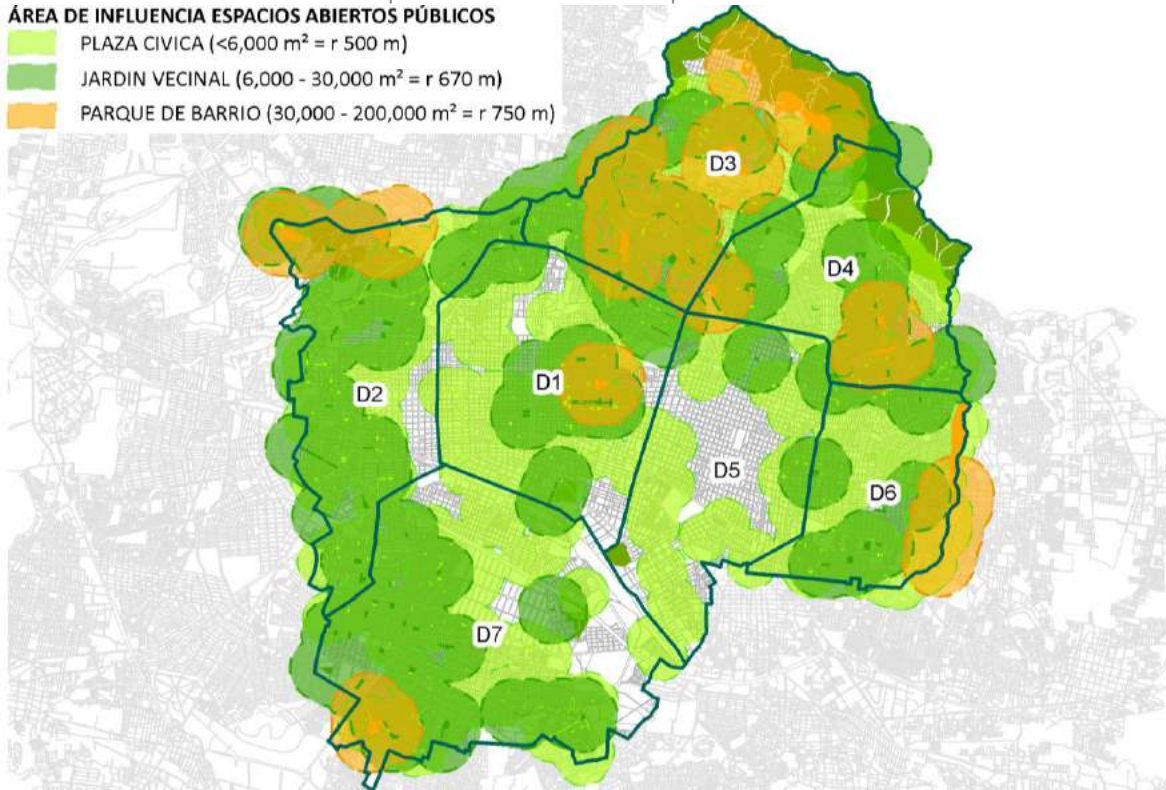 ÁREA DE INFLUENCIA ESPACIOS ABIERTOS PÚBLICOS
PLAZA CIVICA (<6,000 m² = r 500 m)
JARDIN VECINAL (6,000 - 30,000 m² = r 670 m)
PARQUE DE BARRIO (30,000 - 200,000 m² = r 750 m)
D3
D4
D1
D2
D5
D6
D7